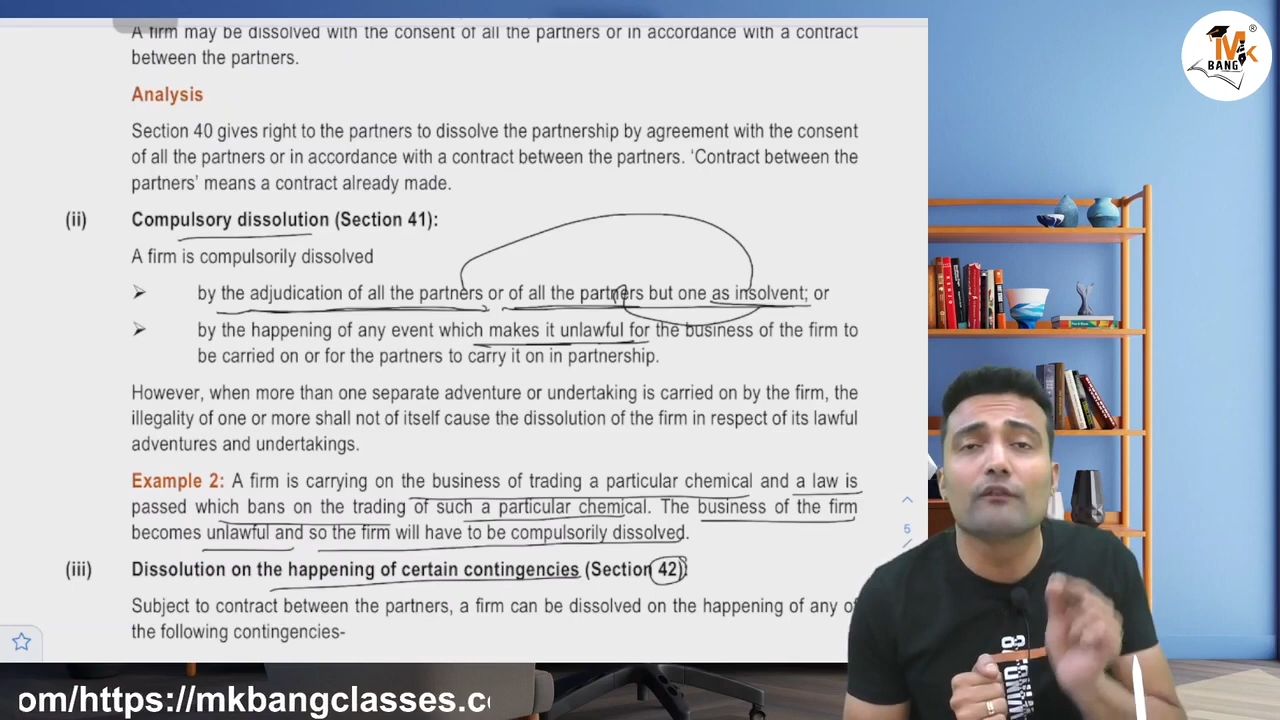 A firm may be dissolved with the consent of all the partners or in accordance with a contract
between the partners.
Analysis
Section 40 gives right to the partners to dissolve the partnership by agreement with the consent
of all the partners or in accordance with a contract between the partners. ‘Contract between the
partners’ means a contract already made.
(ii) Compulsory dissolution (Section 41):
A firm is compulsorily dissolved
by the adjudication of all the partners or of all the partners but one as insolvent; or
by the happening of any event which makes it unlawful for the business of the firm to
be carried on or for the partners to carry it on in partnership.
However, when more than one separate adventure or undertaking is carried on by the firm, the
illegality of one or more shall not of itself cause the dissolution of the firm in respect of its lawful
adventures and undertakings.
Example 2: A firm is carrying on the business of trading a particular chemical and a law is
passed which bans on the trading of such a particular chemical. The business of the firm
becomes unlawful and so the firm will have to be compulsorily dissolved.
(iii) Dissolution on the happening of certain contingencies (Section 42):
Subject to contract between the partners, a firm can be dissolved on the happening of any of
the following contingencies-
5
/
MK
BANG
®
om/https://mkbangclasses.c